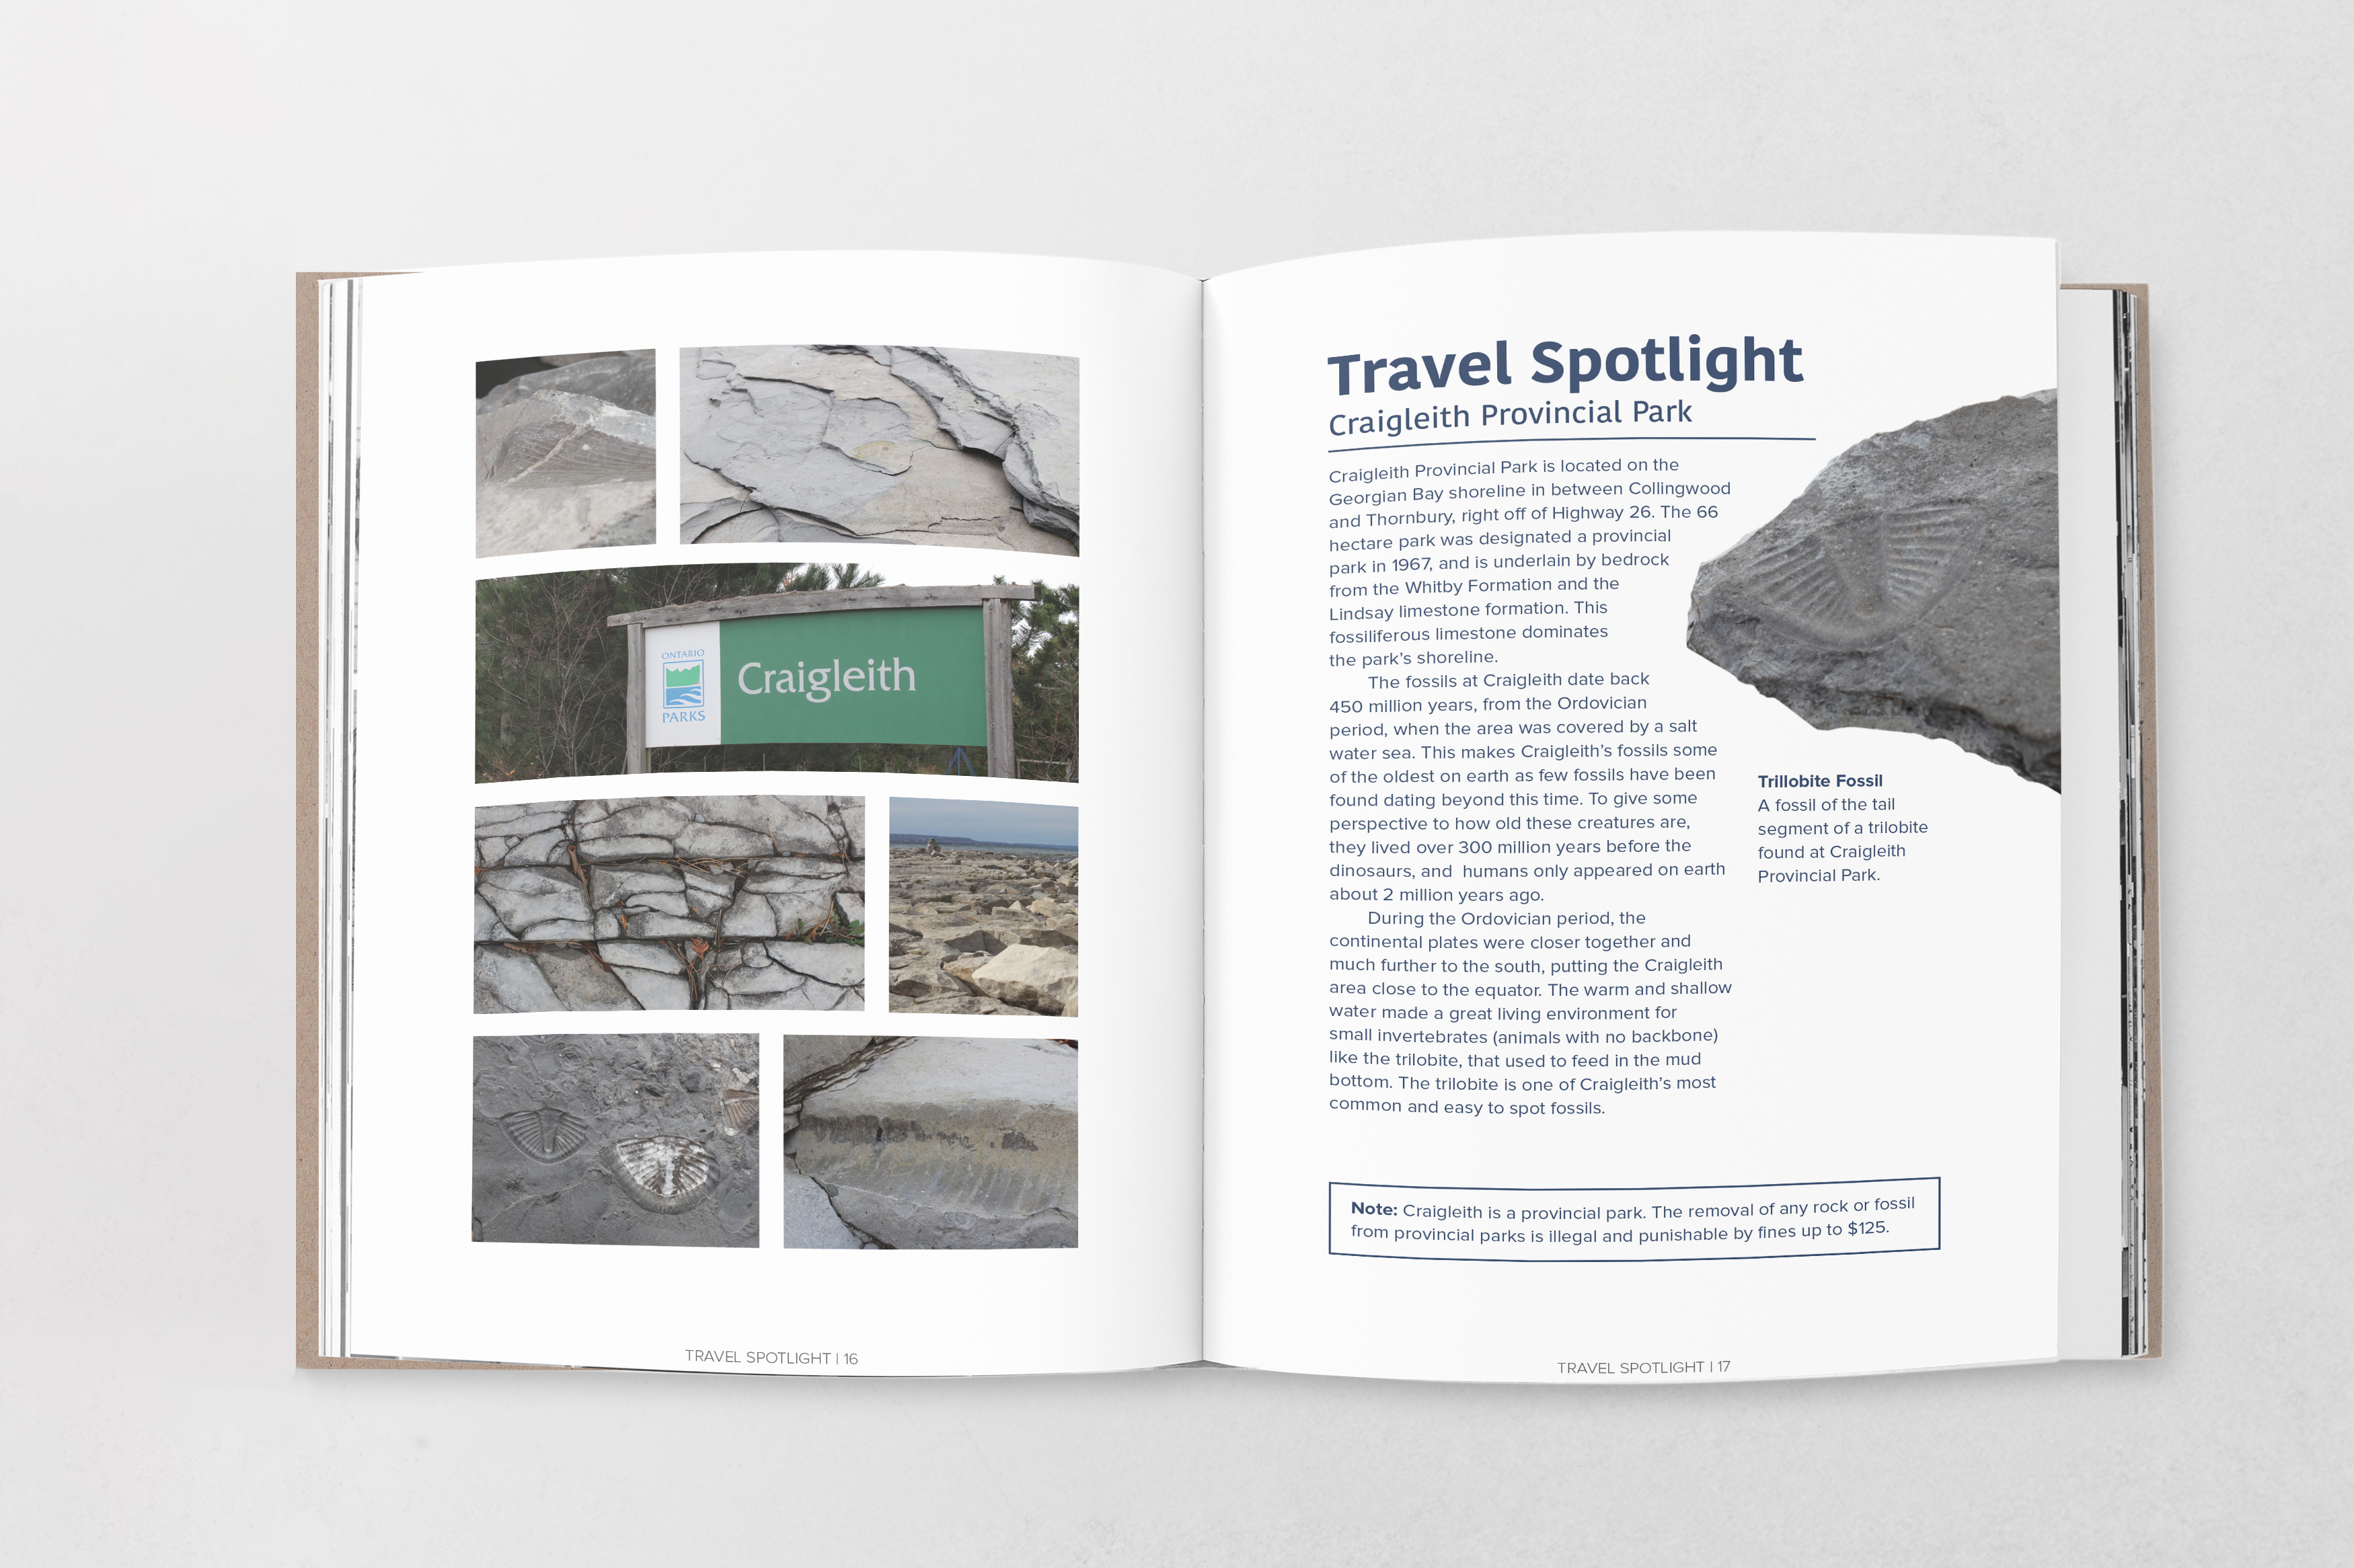 ONTARIO
PARKS
Craigleith
TRAVEL SPOTLIGHT | 16
Travel Spotlight
Craigleith Provincial Park
Craigleith Provincial Park is located on the
Georgian Bay shoreline in between Collingwood
and Thornbury, right off of Highway 26. The 66
hectare park was designated a provincial
park in 1967, and is underlain by bedrock
from the Whitby Formation and the
Lindsay limestone formation. This
fossiliferous limestone dominates
the park's shoreline.
The fossils at Craigleith date back
450 million years, from the Ordovician
period, when the area was covered by a salt
water sea. This makes Craigleith's fossils some
of the oldest on earth as few fossils have been
found dating beyond this time. To give some
perspective to how old these creatures are,
they lived over 300 million years before the
dinosaurs, and humans only appeared on earth
about 2 million years ago.
During the Ordovician period, the
continental plates were closer together and
much further to the south, putting the Craigleith
area close to the equator. The warm and shallow
water made a great living environment for
small invertebrates (animals with no backbone)
like the trilobite, that used to feed in the mud
bottom. The trilobite is one of Craigleith's most
common and easy to spot fossils.
Trillobite Fossil
A fossil of the tail
segment of a trilobite
found at Craigleith
Provincial Park.
Note: Craigleith is a provincial park. The removal of any rock or fossil
from provincial parks is illegal and punishable by fines up to $125.
TRAVEL SPOTLIGHT | 17